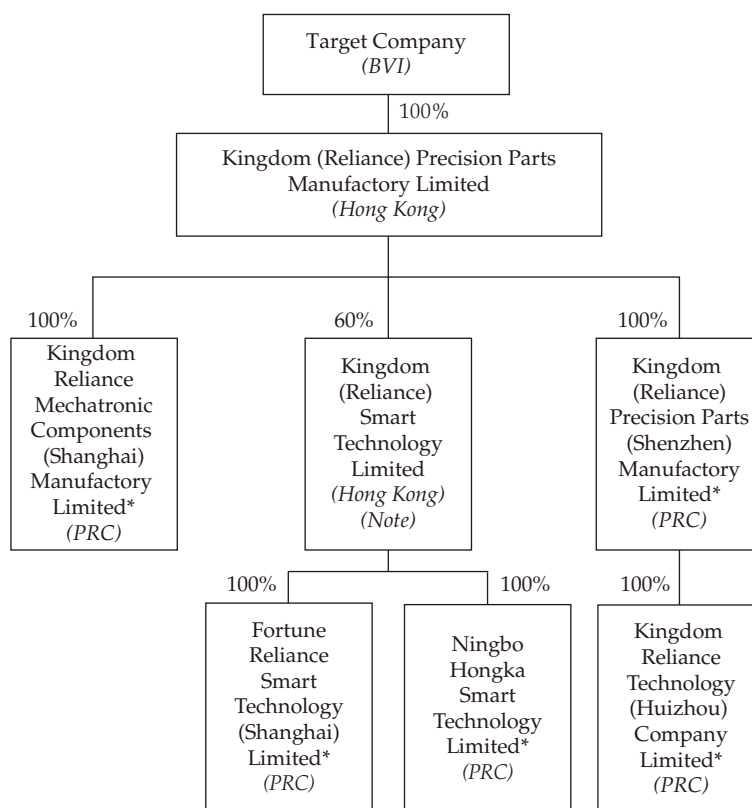 Target Company
(BVI)
100%
Kingdom (Reliance) Precision Parts
Manufactory Limited
(Hong Kong)
100%
Kingdom
Reliance
Mechatronic
Components
(Shanghai)
Manufactory
Limited*
(PRC)
60%
Kingdom
(Reliance)
Smart
Technology
Limited
(Hong Kong)
(Note)
100%
Kingdom
(Reliance)
Precision Parts
(Shenzhen)
Manufactory
Limited*
(PRC)
100%
Fortune
Reliance
Smart
Technology
(Shanghai)
Limited*
(PRC)
100%
Ningbo
Hongka
Smart
Technology
Limited*
(PRC)
100%
Kingdom
Reliance
Technology
(Huizhou)
Company
Limited*
(PRC)